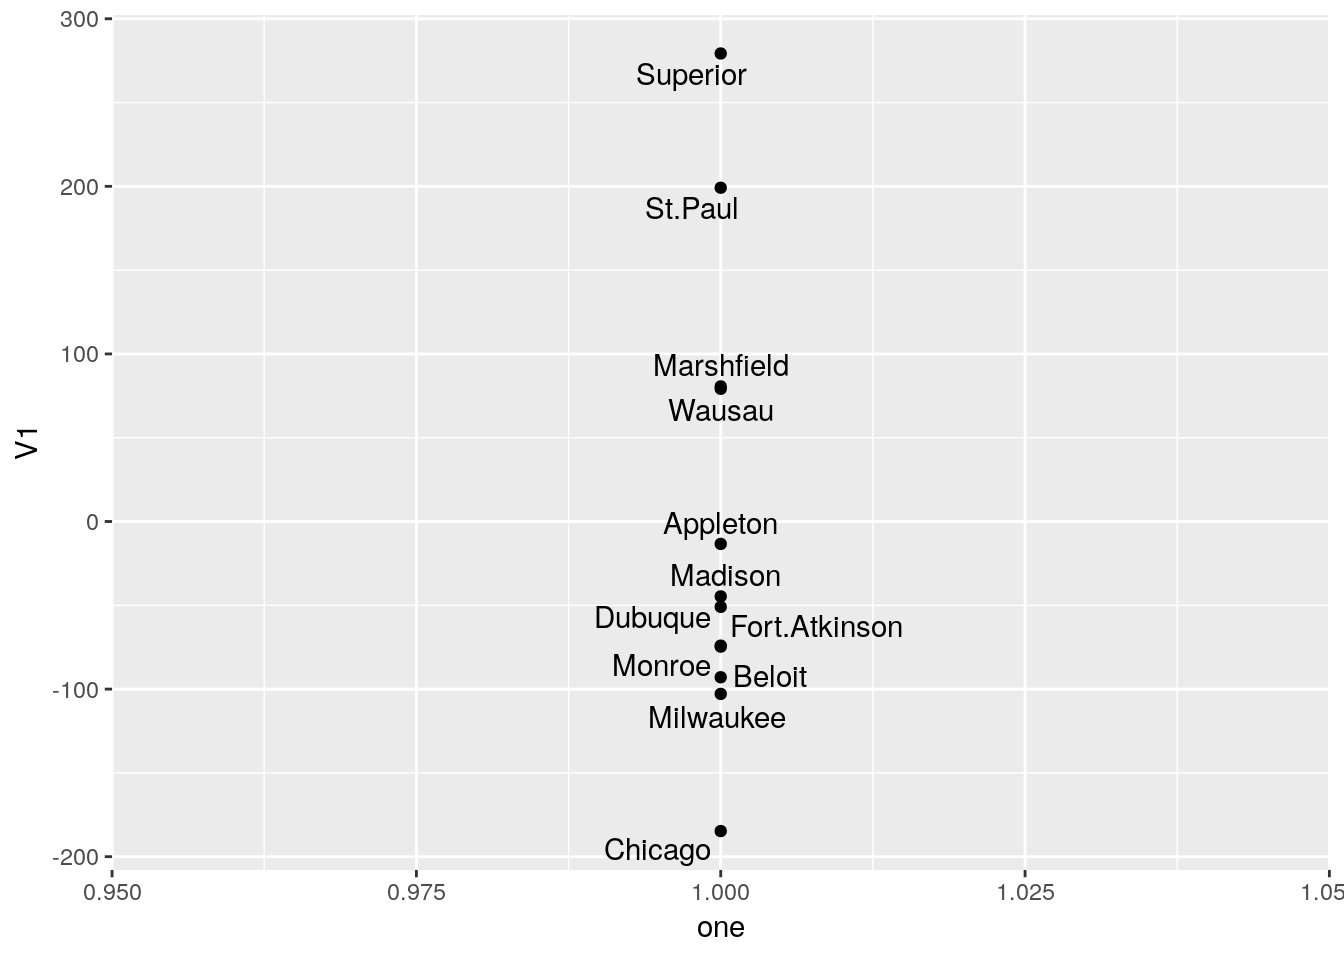 300
Superior
200
St.Paul
100
Marshfield
Wausau
V1
0
Appleton
Madison
Dubuque
Fort.Atkinson
Monroe
Beloit
-100
Milwaukee
Chicago
-200
0.950 0.975 1.000 1.025 1.05
one